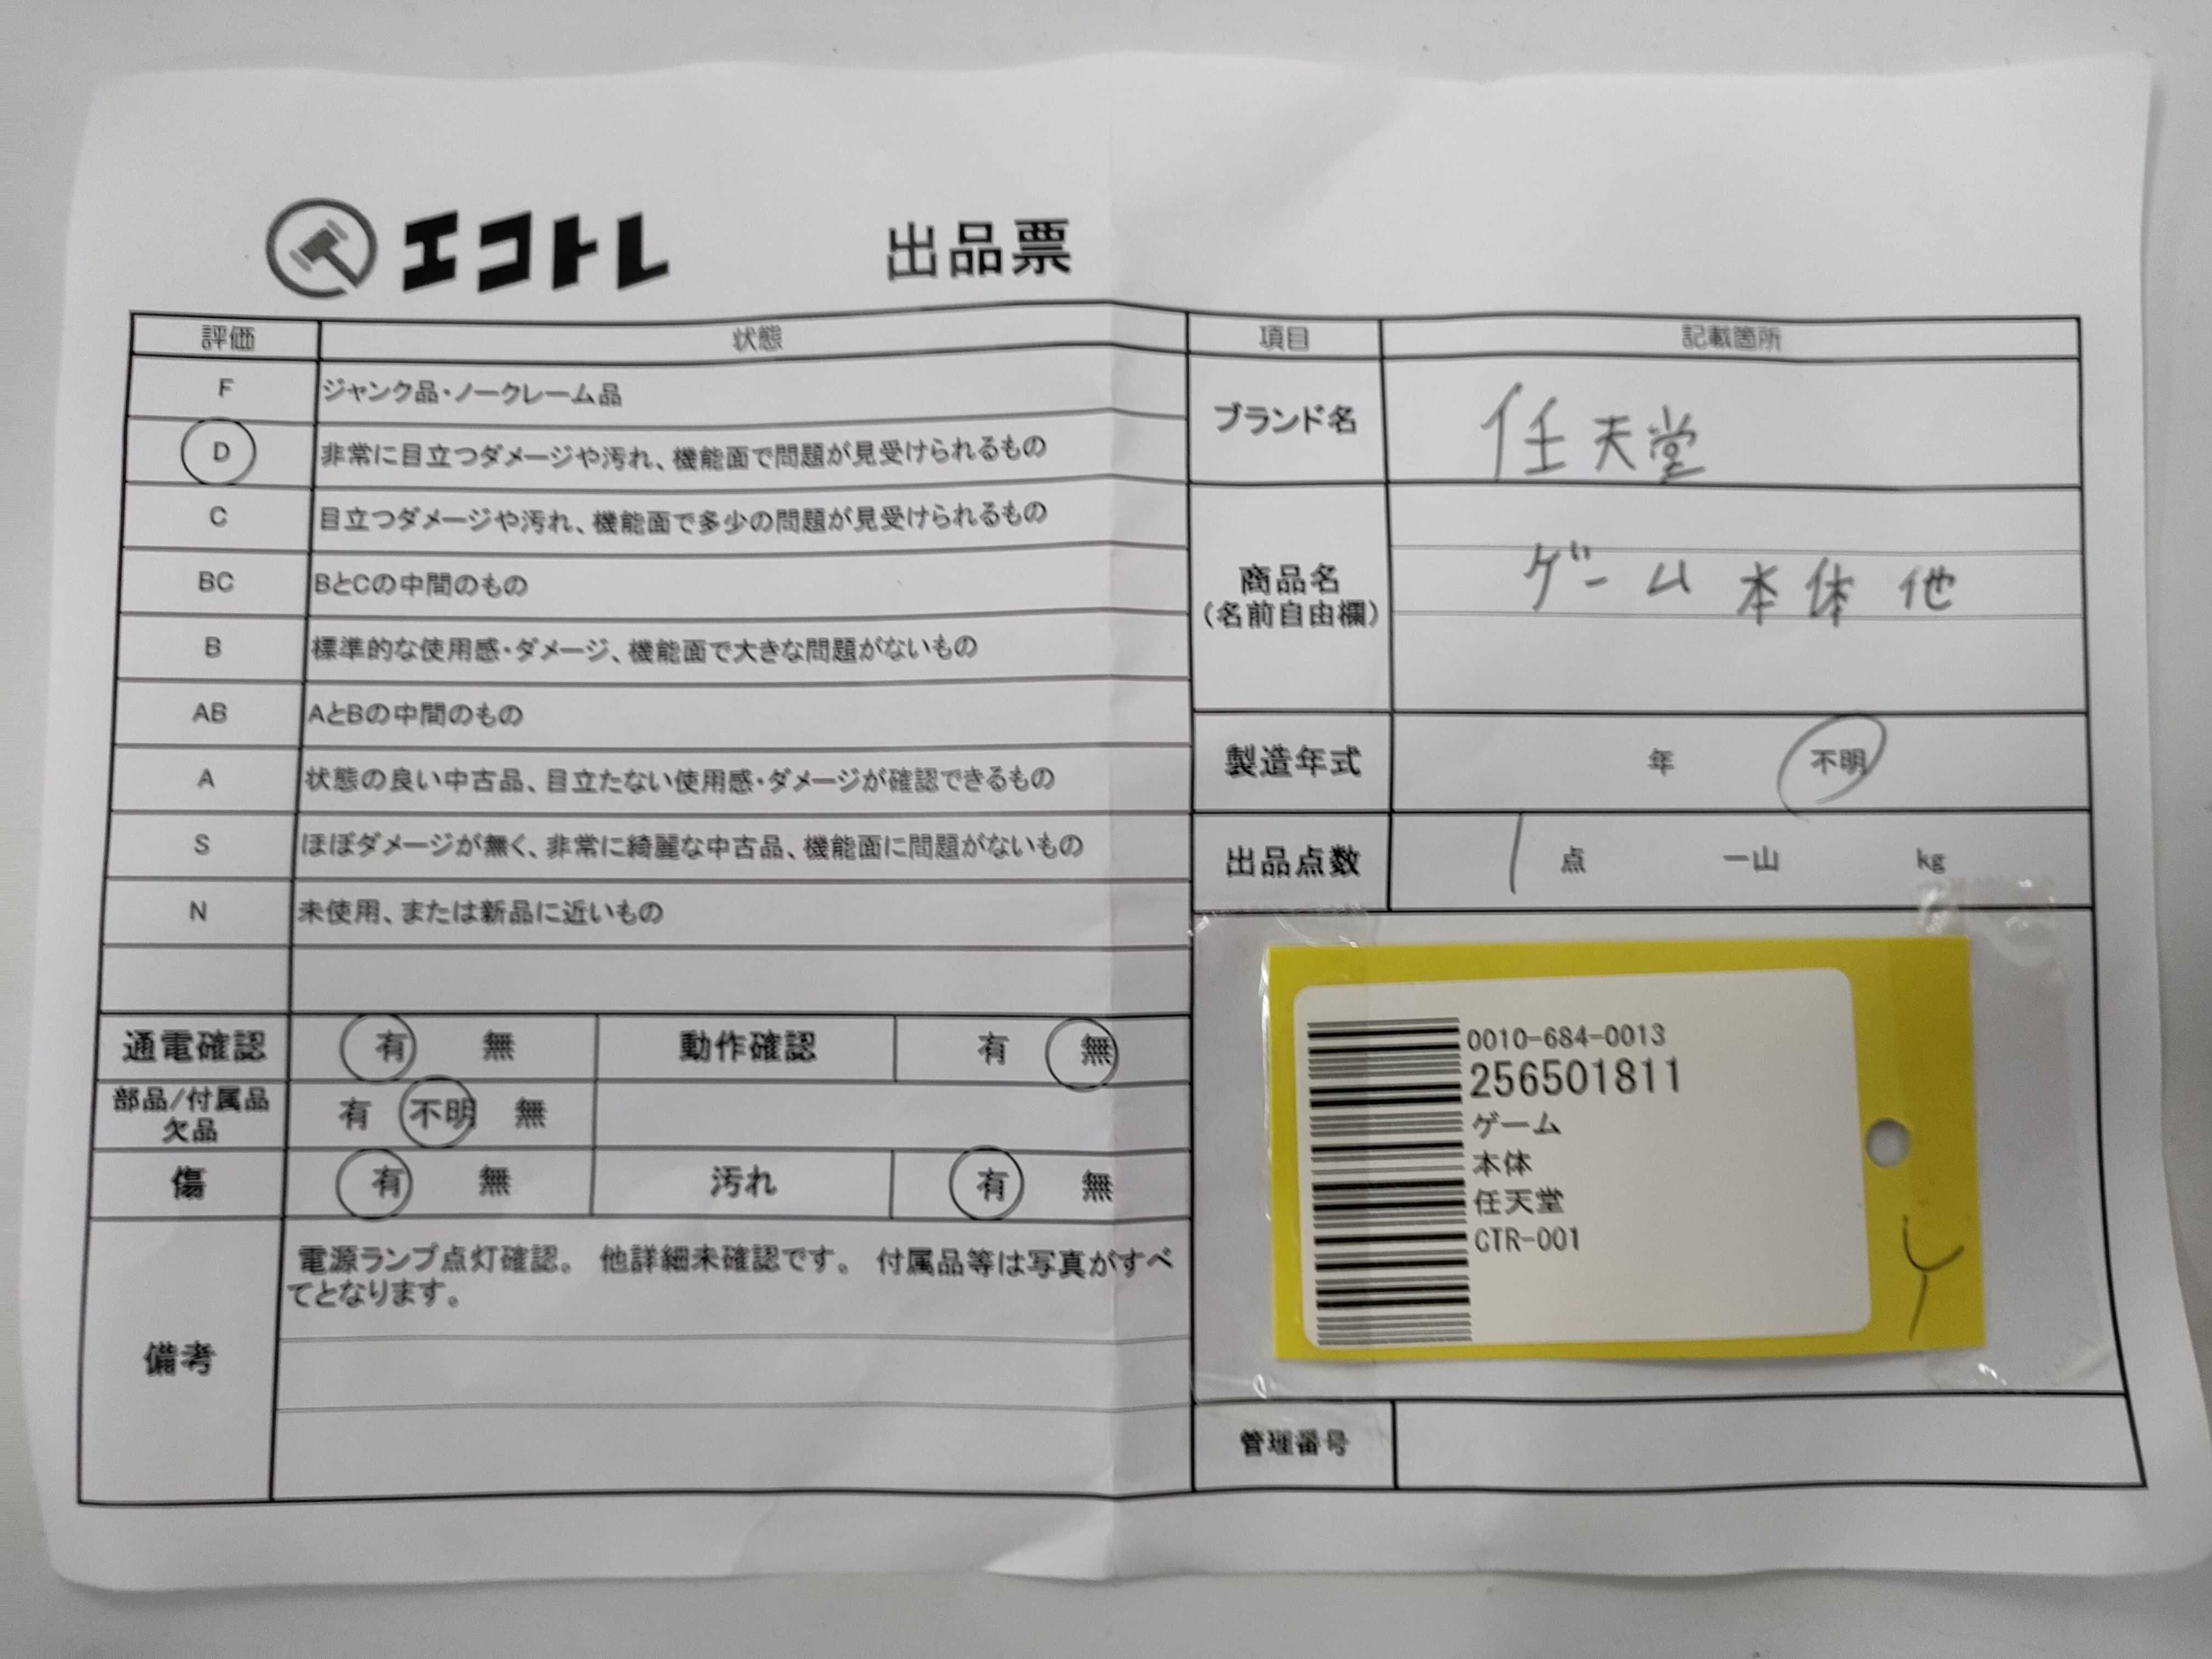 エコトレ 出品票
評価 状態
F ジャンク品・ノークレーム品
D 非常に目立つダメージや汚れ、機能面で問題が見受けられるもの
C 目立つダメージや汚れ、機能面で多少の問題が見受けられるもの
BC BとCの中間のもの
B 標準的な使用感・ダメージ、機能面で大きな問題がないもの
AB AとBの中間のもの
A 状態の良い中古品、目立たない使用感・ダメージが確認できるもの
S ほぼダメージが無く、非常に綺麗な中古品、機能面に問題がないもの
N 未使用、または新品に近いもの
通電確認 有 無 動作確認 有 無
部品/付属品
欠品 有 不明 無
傷 有 無 汚れ 有 無
備考
電源ランプ点灯確認。 他詳細未確認です。 付属品等は写真がすべ
てとなります。
項目 記載箇所
ブランド名 任天堂
商品名
(名前自由欄)
ゲーム本体他
製造年式 年 不明
出品点数 1 点 一山 kg
0010-684-0013
256501811
ゲーム
本体
任天堂
CTR-001
Y
管理番号